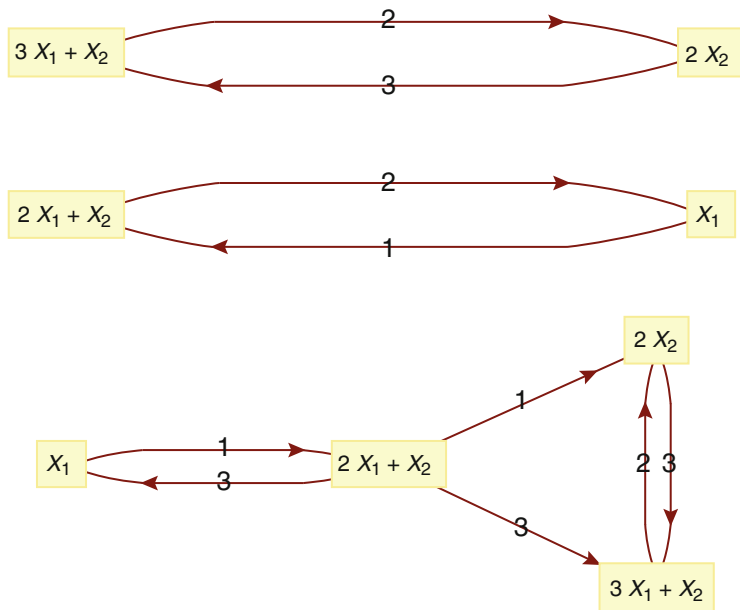 2
3 X₁ + X₂
2 X₂
3
2
2 X₁ + X₂
X₁
1
2 X₂
1
1
X₁
2 X₁ + X₂
2 3
3
3
3 X₁ + X₂